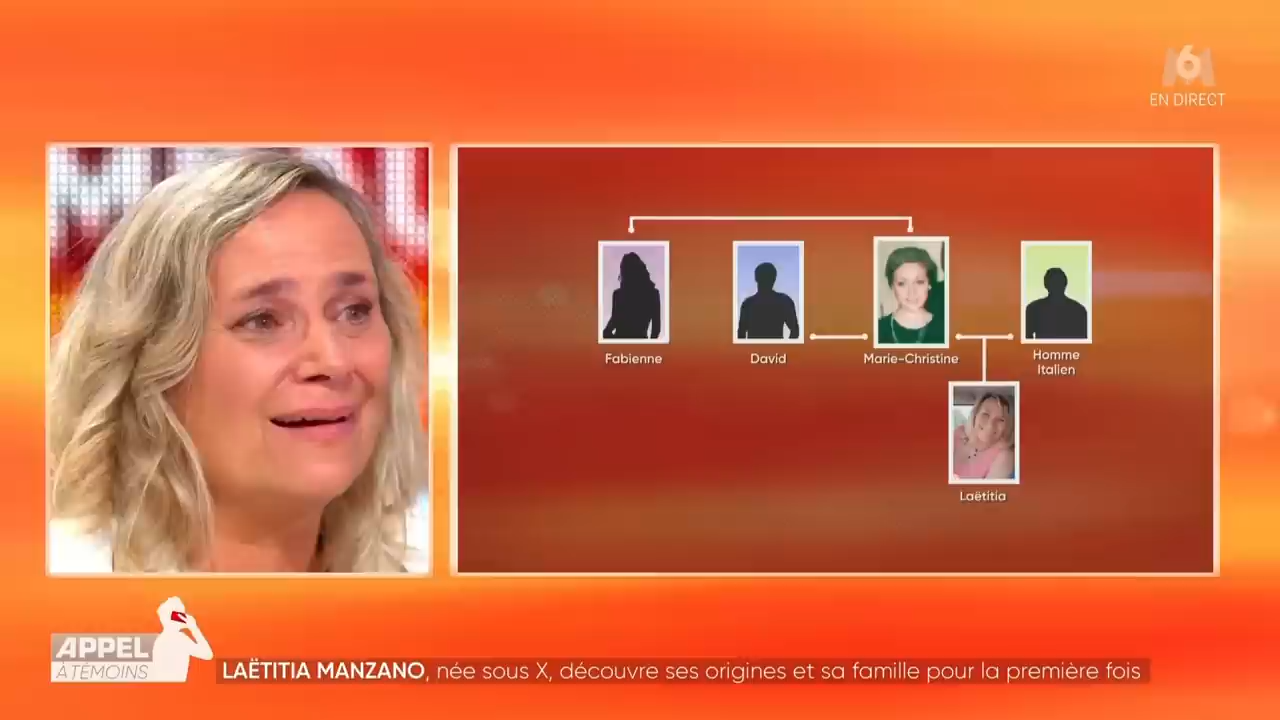 M6
EN DIRECT
Fabienne
David
Marie-Christine
Homme
Italien
Laëtitia
APPEL
À TÉMOINS
LAËTITIA MANZANO, née sous X, découvre ses origines et sa famille pour la première fois